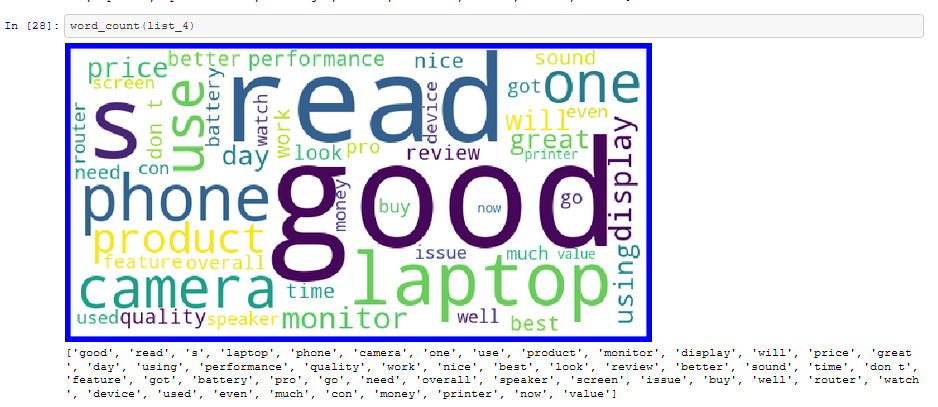 In [28]: word_count(list_4)
better performance nice sound
price
screen
read
got one
s
use
battery
watch
work
device
will even
router
don t
day look pro review great
printer
need con
phone
good
money
buy
now
go
display
product
feature overall
issue much value
camera time laptop using
used quality speaker monitor well best
['good', 'read', 's', 'laptop', 'phone', 'camera', 'one', 'use', 'product', 'monitor', 'display', 'will', 'price', 'great
', 'day', 'using', 'performance', 'quality', 'work', 'nice', 'best', 'look', 'review', 'better', 'sound', 'time', 'don t',
'feature', 'got', 'battery', 'pro', 'go', 'need', 'overall', 'speaker', 'screen', 'issue', 'buy', 'well', 'router', 'watch
', 'device', 'used', 'even', 'much', 'con', 'money', 'printer', 'now', 'value']